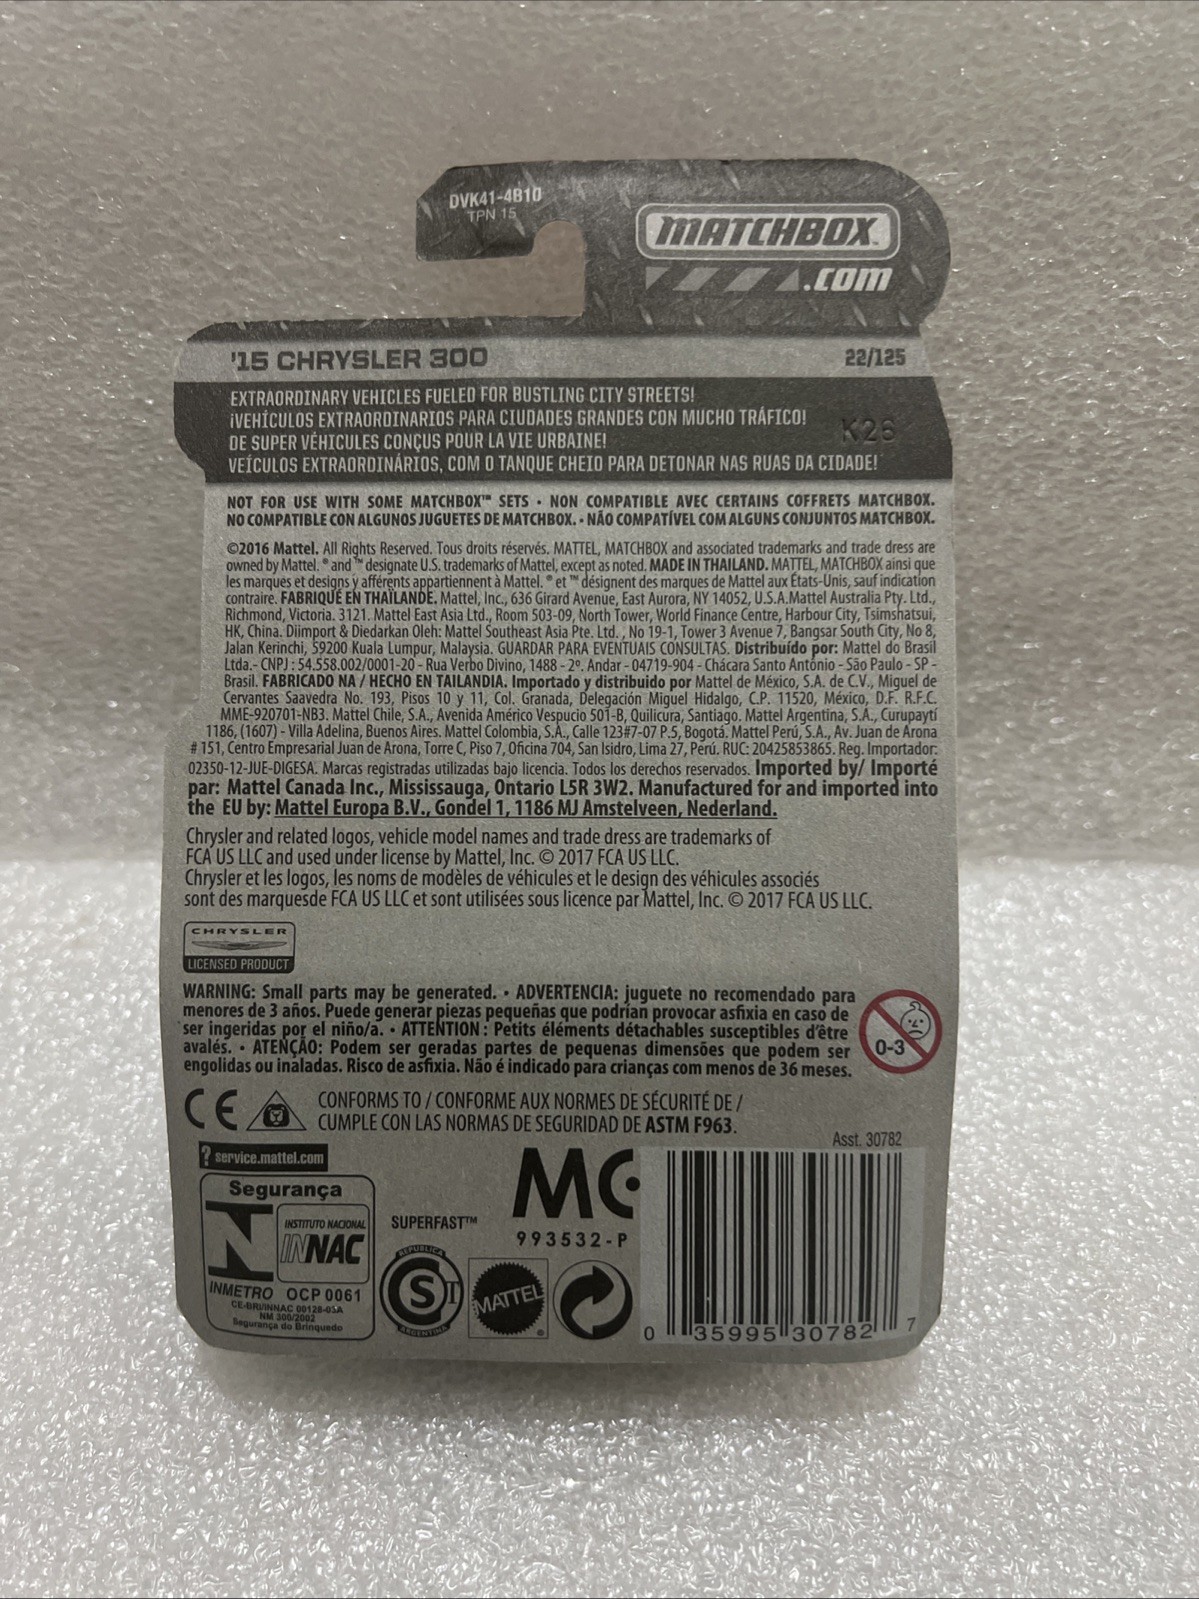 DVK41-4B10
TPN 15
MATCHBOX™
.com
'15 CHRYSLER 300
22/125
EXTRAORDINARY VEHICLES FUELED FOR BUSTLING CITY STREETS!
¡VEHÍCULOS EXTRAORDINARIOS PARA CIUDADES GRANDES CON MUCHO TRÁFICO!
K26
DE SUPER VÉHICULES CONÇUS POUR LA VIE URBAINE!
VEÍCULOS EXTRAORDINÁRIOS, COM O TANQUE CHEIO PARA DETONAR NAS RUAS DA CIDADE!
NOT FOR USE WITH SOME MATCHBOX™ SETS • NON COMPATIBLE AVEC CERTAINS COFFRETS MATCHBOX.
NO COMPATIBLE CON ALGUNOS JUGUETES DE MATCHBOX. • NÃO COMPATÍVEL COM ALGUNS CONJUNTOS MATCHBOX.
©2016 Mattel. All Rights Reserved. Tous droits réservés. MATTEL, MATCHBOX and associated trademarks and trade dress are
owned by Mattel. ® and ™ designate U.S. trademarks of Mattel, except as noted. MADE IN THAILAND. MATTEL, MATCHBOX ainsi que
les marques et designs y afférents appartiennent à Mattel. ® et ™ désignent des marques de Mattel aux États-Unis, sauf indication
contraire. FABRIQUÉ EN THAÏLANDE. Mattel, Inc., 636 Girard Avenue, East Aurora, NY 14052, U.S.A.Mattel Australia Pty. Ltd.,
Richmond, Victoria. 3121. Mattel East Asia Ltd., Room 503-09, North Tower, World Finance Centre, Harbour City, Tsimshatsui,
HK, China. Diimport & Diedarkan Oleh: Mattel Southeast Asia Pte. Ltd. , No 19-1, Tower 3 Avenue 7, Bangsar South City, No 8,
Jalan Kerinchi, 59200 Kuala Lumpur, Malaysia. GUARDAR PARA EVENTUAIS CONSULTAS. Distribuído por: Mattel do Brasil
Ltda.- CNPJ : 54.558.002/0001-20 - Rua Verbo Divino, 1488 - 2º. Andar - 04719-904 - Chácara Santo Antônio - São Paulo - SP -
Brasil. FABRICADO NA / HECHO EN TAILANDIA. Importado y distribuido por Mattel de México, S.A. de C.V., Miguel de
Cervantes Saavedra No. 193, Pisos 10 y 11, Col. Granada, Delegación Miguel Hidalgo, C.P. 11520, México, D.F. R.F.C.
MME-920701-NB3. Mattel Chile, S.A., Avenida Américo Vespucio 501-B, Quilicura, Santiago. Mattel Argentina, S.A., Curupaytí
1186, (1607) - Villa Adelina, Buenos Aires. Mattel Colombia, S.A., Calle 123#7-07 P.5, Bogotá. Mattel Perú, S.A., Av. Juan de Arona
# 151, Centro Empresarial Juan de Arona, Torre C, Piso 7, Oficina 704, San Isidro, Lima 27, Perú. RUC: 20425853865. Reg. Importador:
02350-12-JUE-DIGESA. Marcas registradas utilizadas bajo licencia. Todos los derechos reservados. Imported by/ Importé
par: Mattel Canada Inc., Mississauga, Ontario L5R 3W2. Manufactured for and imported into
the EU by: Mattel Europa B.V., Gondel 1, 1186 MJ Amstelveen, Nederland.
Chrysler and related logos, vehicle model names and trade dress are trademarks of
FCA US LLC and used under license by Mattel, Inc. © 2017 FCA US LLC.
Chrysler et les logos, les noms de modèles de véhicules et le design des véhicules associés
sont des marquesde FCA US LLC et sont utilisées sous licence par Mattel, Inc. © 2017 FCA US LLC.
CHRYSLER
LICENSED PRODUCT
WARNING: Small parts may be generated. • ADVERTENCIA: juguete no recomendado para
menores de 3 años. Puede generar piezas pequeñas que podrían provocar asfixia en caso de
ser ingeridas por el niño/a. • ATTENTION : Petits éléments détachables susceptibles d'être
avalés. • ATENÇÃO: Podem ser geradas partes de pequenas dimensões que podem ser
engolidas ou inaladas. Risco de asfixia. Não é indicado para crianças com menos de 36 meses.
0-3
CE
CONFORMS TO / CONFORME AUX NORMES DE SÉCURITÉ DE /
CUMPLE CON LAS NORMAS DE SEGURIDAD DE ASTM F963.
Asst. 30782
? service.mattel.com
Segurança
INSTITUTO NACIONAL
INNAC
INMETRO OCP 0061
CE-BRI/INNAC 00128-03A
NM 300/2002
Segurança do Brinquedo
SUPERFAST™
MC
993532-P
REPUBLICA
S
ARGENTINA
MATTEL
®
0 35995 30782 7